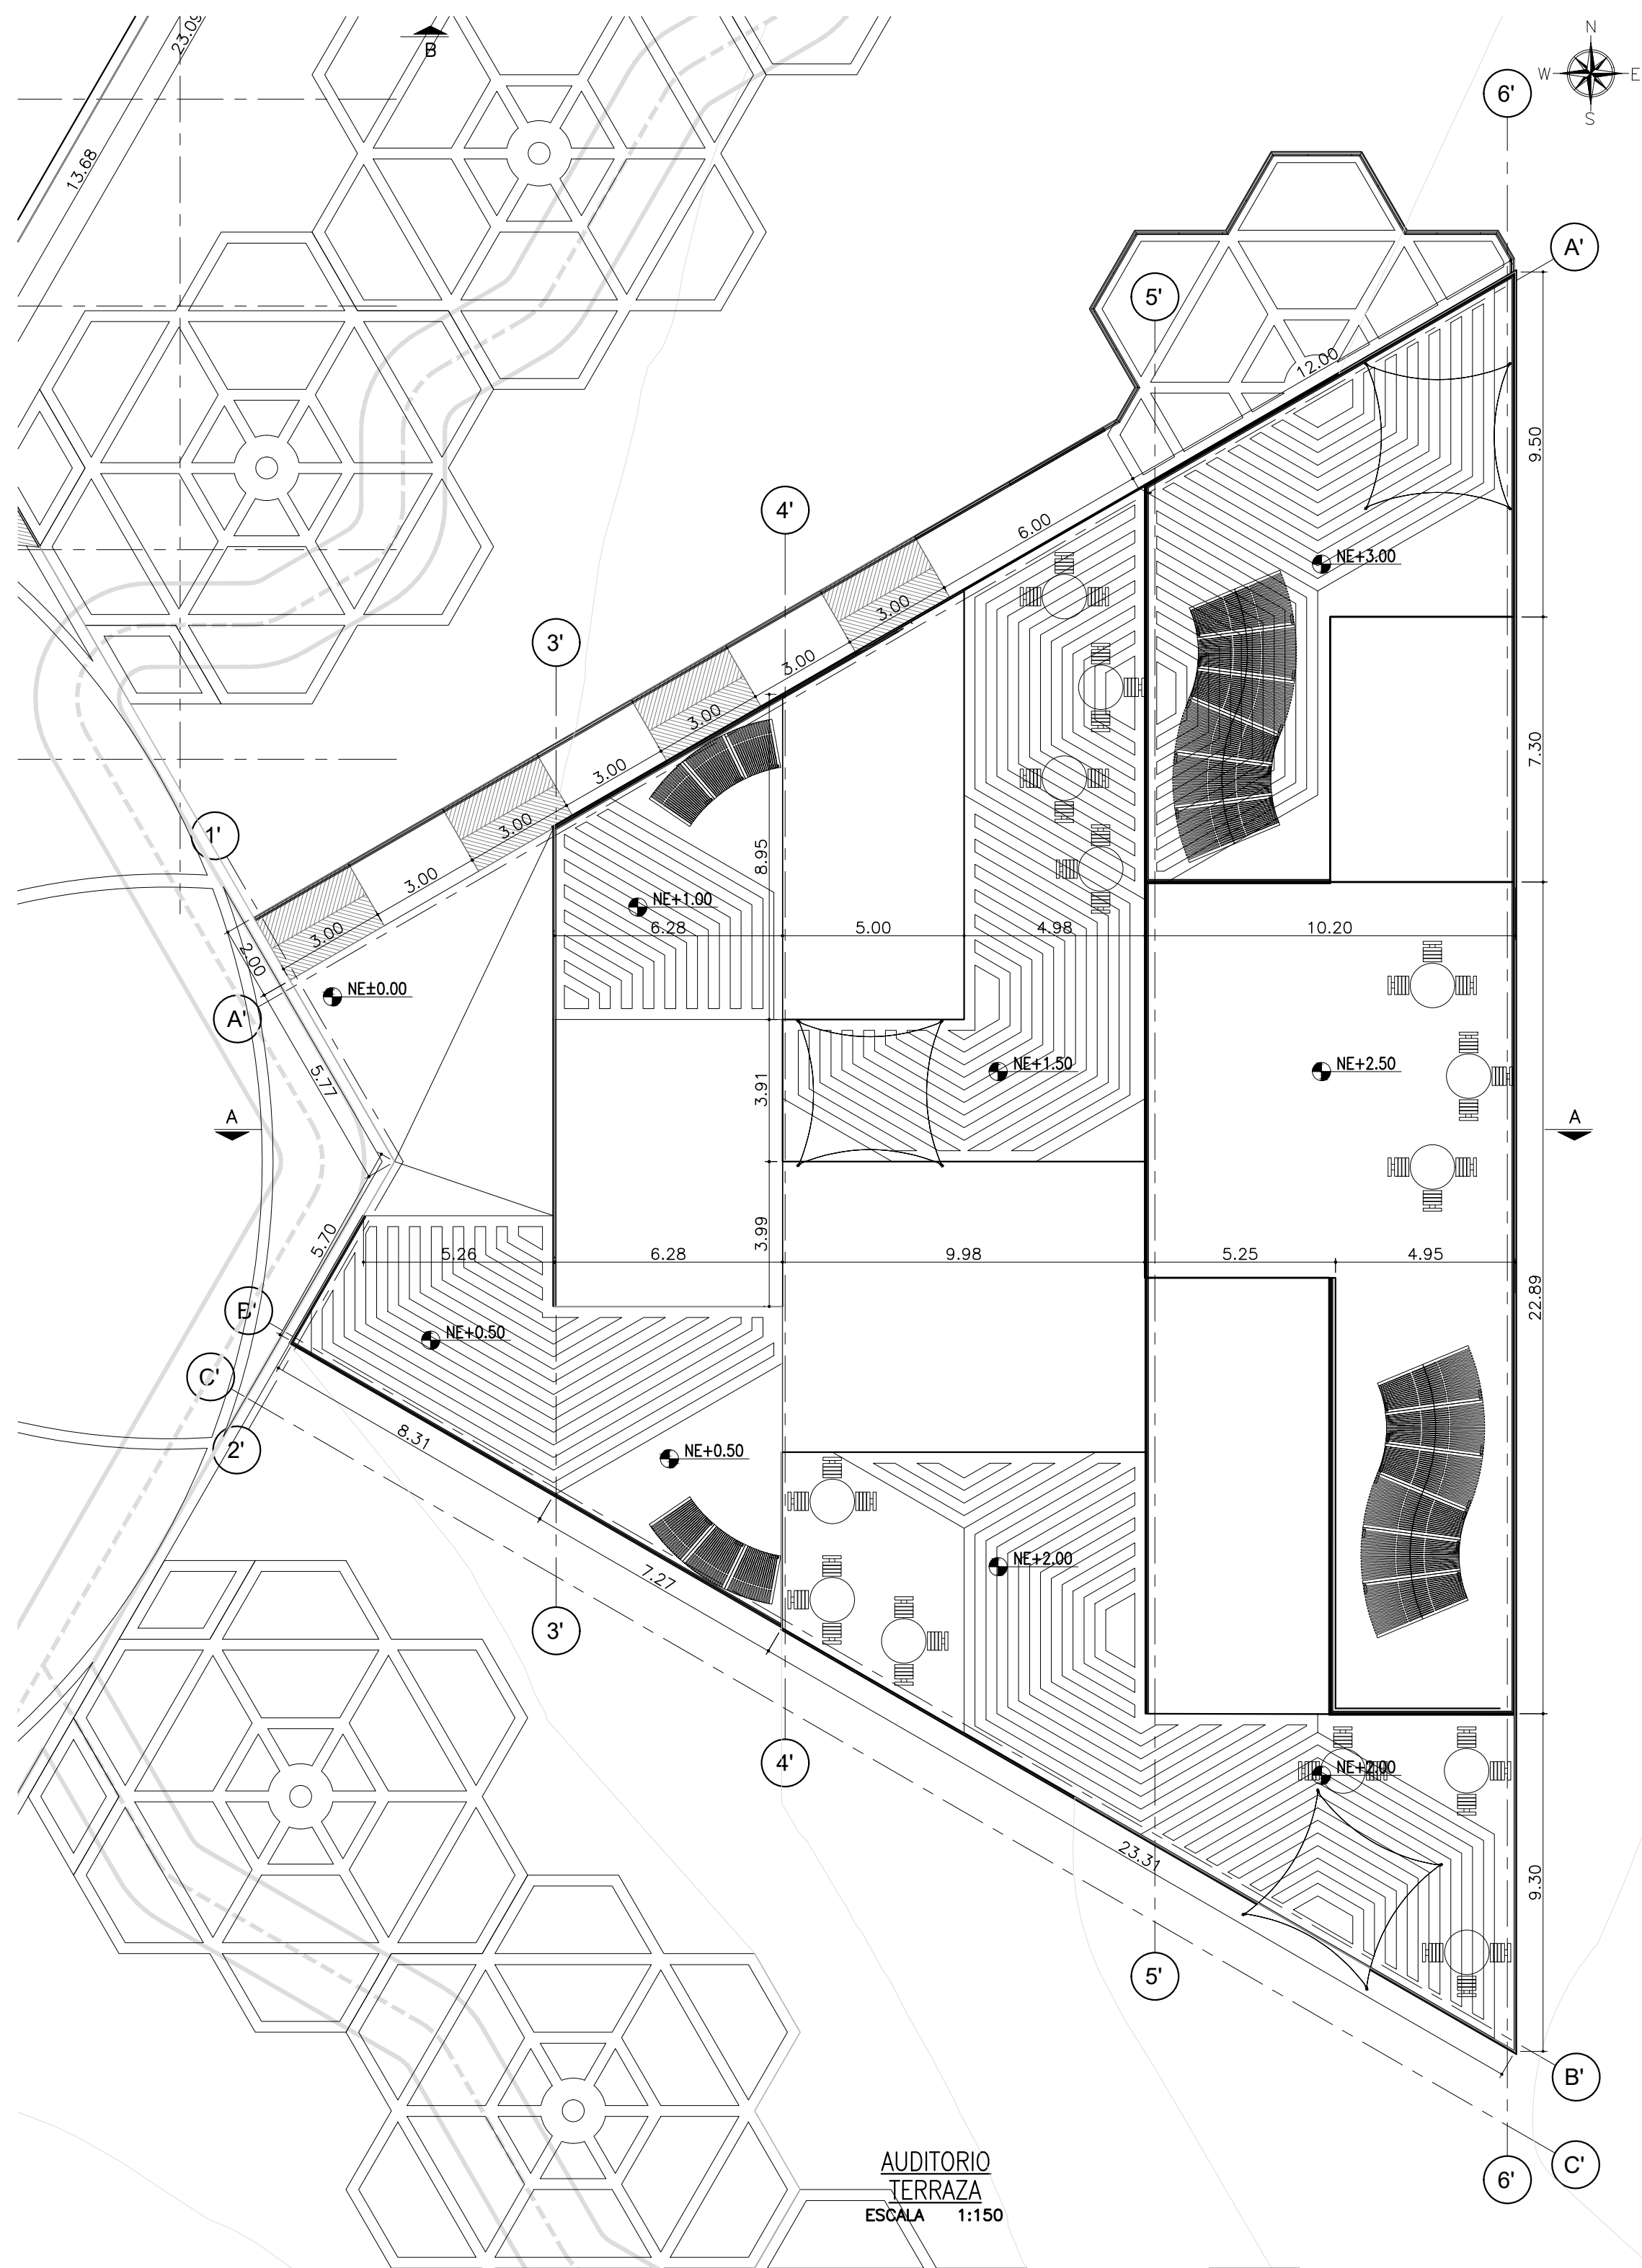 23.09
B
N
W E
S
6'
13.68
A'
5'
12.00
9.50
4'
6.00
NE+3.00
3.00
3'
3.00
3.00
7.30
3.00
1'
3.00
8.95
3.00
NE+1.00
6.28
5.00
4.98
10.20
3.00
2.00
NE±0.00
A'
5.77
3.91
NE+1.50
NE+2.50
A
A
5.70
3.99
5.26
6.28
9.98
5.25
4.95
22.89
B'
NE+0.50
C'
8.31
2'
NE+0.50
7.27
NE+2.00
3'
4'
NE+2.00
23.31
9.30
5'
B'
C'
6'
AUDITORIO
TERRAZA
ESCALA 1:150